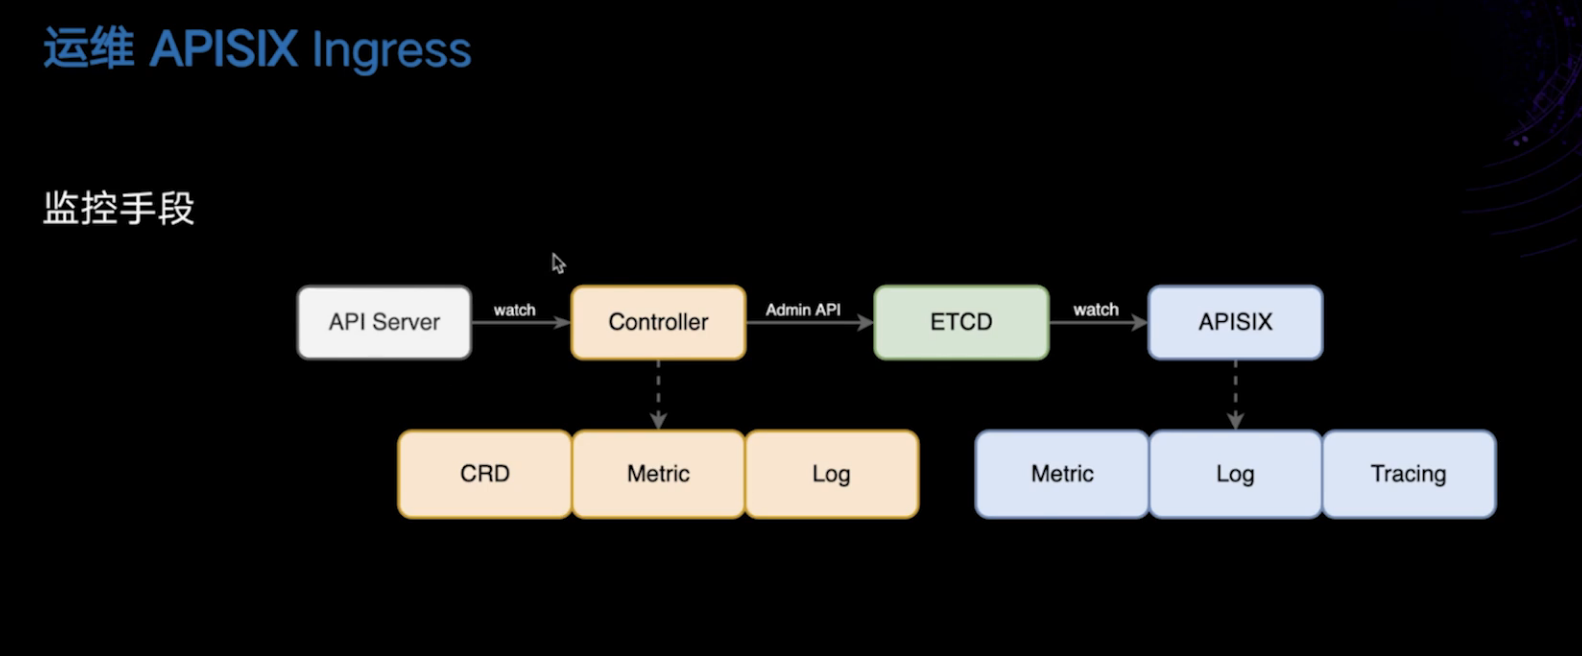 运维 APISIX Ingress
监控手段
API Server
watch
Controller
Admin API
ETCD
watch
APISIX
CRD
Metric
Log
Metric
Log
Tracing